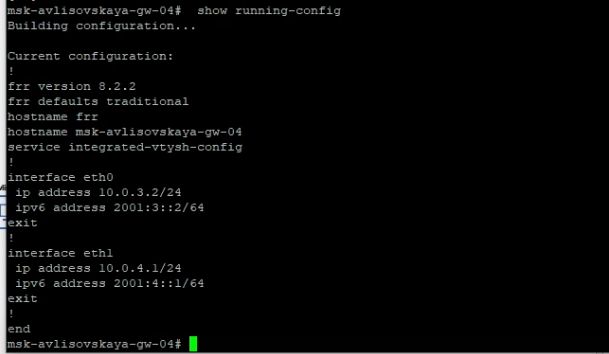 msk-avlisovskaya-gw-04#  show running-config
Building configuration...

Current configuration:
!
frr version 8.2.2
frr defaults traditional
hostname frr
hostname msk-avlisovskaya-gw-04
service integrated-vtysh-config
!
interface eth0
 ip address 10.0.3.2/24
 ipv6 address 2001:3::2/64
exit
!
interface eth1
 ip address 10.0.4.1/24
 ipv6 address 2001:4::1/64
exit
!
end
msk-avlisovskaya-gw-04#